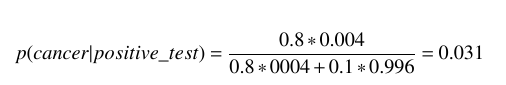 p(cancer|positive_test) = 0.8 * 0.004 / 0.8 * 0004 + 0.1 * 0.996 = 0.031